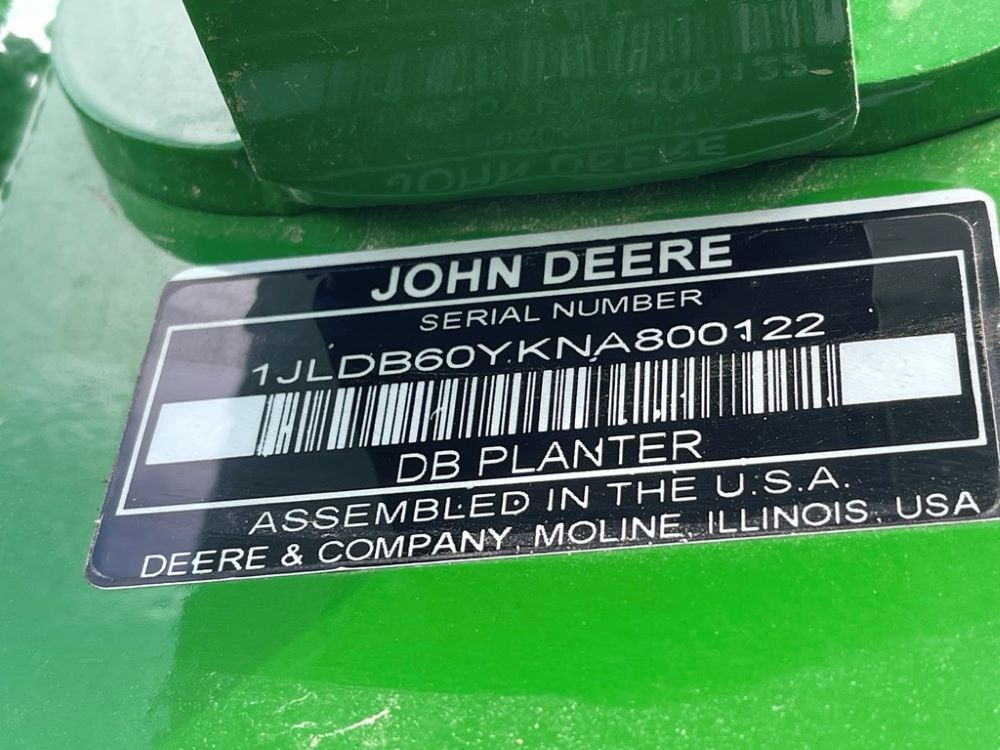 JOHN DEERE
SERIAL NUMBER
1JLDB60YKNA800122
DB PLANTER
ASSEMBLED IN THE U.S.A.
DEERE & COMPANY, MOLINE, ILLINOIS, USA